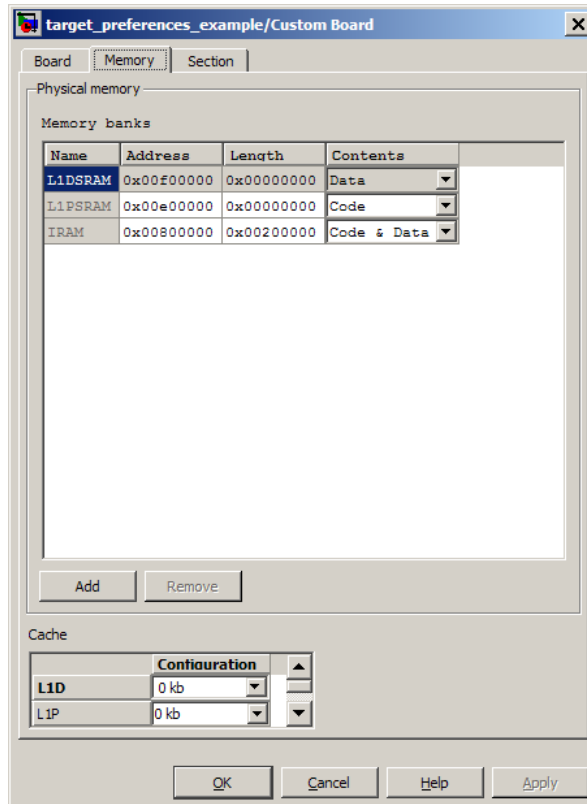 target_preferences_example/Custom Board
Board Memory Section
Physical memory
Memory banks
Name Address Length Contents
L1DSRAM 0x00f00000 0x00000000 Data
L1PSRAM 0x00e00000 0x00000000 Code
IRAM 0x00800000 0x00200000 Code & Data
Add Remove
Cache
Configuration
L1D 0 kb
L1P 0 kb
OK Cancel Help Apply